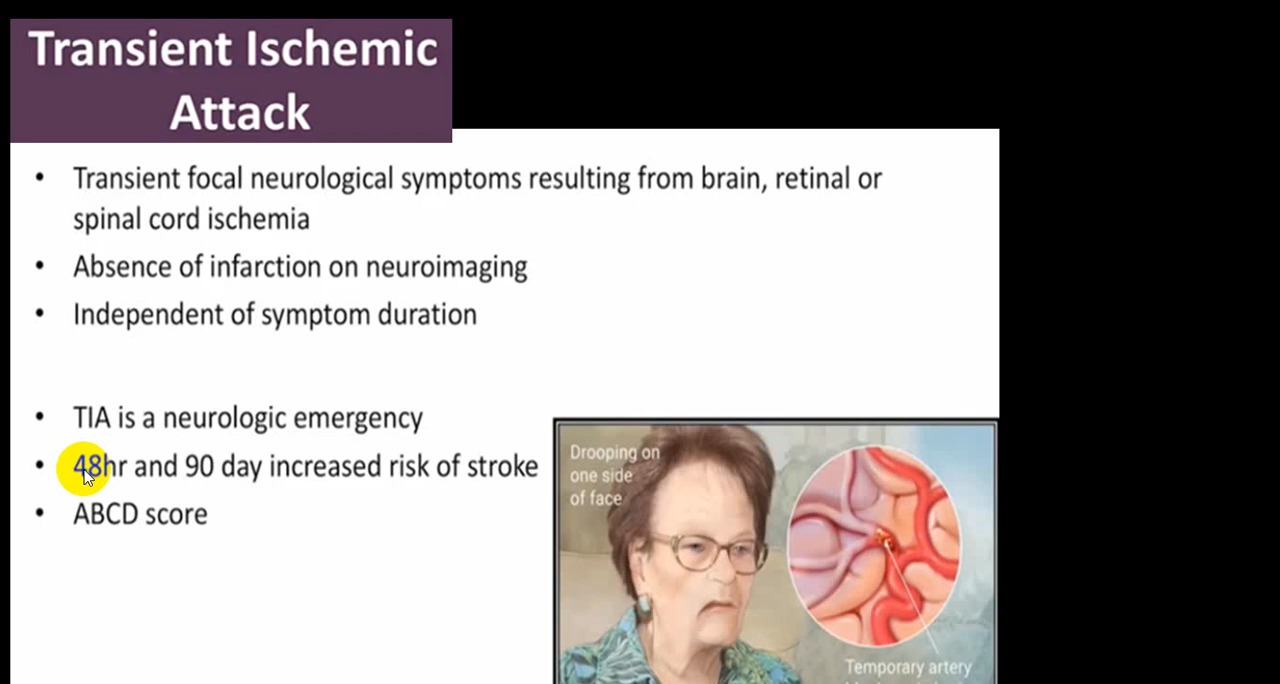 Transient Ischemic
Attack
• Transient focal neurological symptoms resulting from brain, retinal or
spinal cord ischemia
• Absence of infarction on neuroimaging
• Independent of symptom duration
• TIA is a neurologic emergency
• 48hr and 90 day increased risk of stroke
• ABCD score
Drooping on
one side
of face
Temporary artery